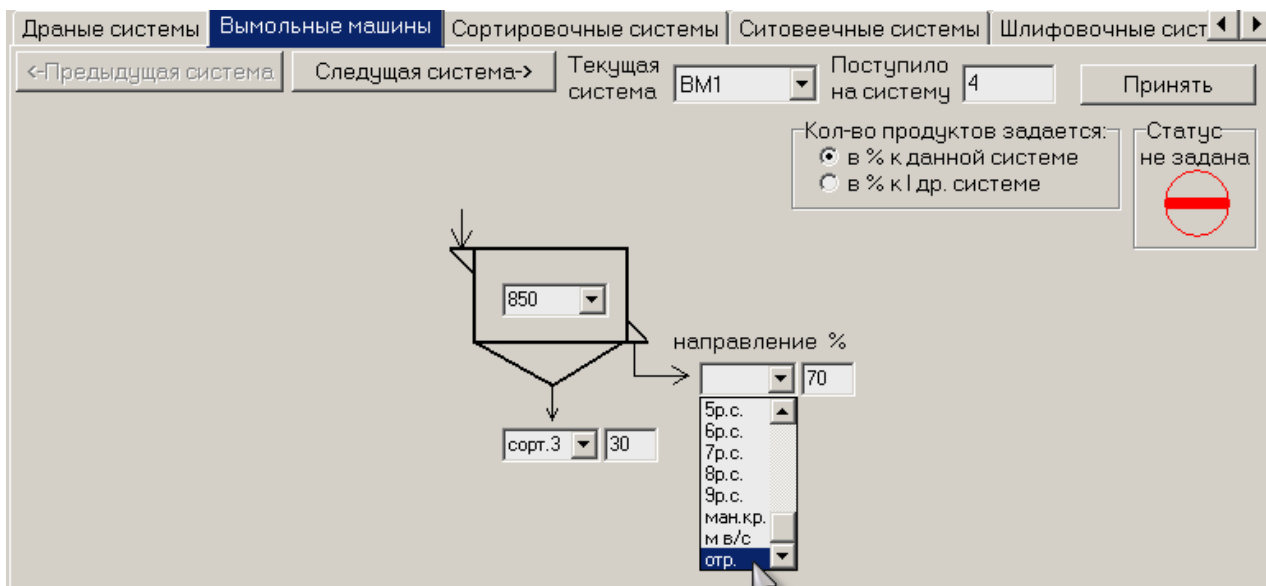 Драные системы Вымольные машины Сортировочные системы Ситовеечные системы Шлифовочные сист
<-Предыдущая система Следущая система-> Текущая система ВМ1 Поступило на систему 4 Принять
Кол-во продуктов задается:
в % к данной системе
в % к I др. системе
Статус
не задана
850
направление %
70
5р.с.
6р.с.
7р.с.
8р.с.
9р.с.
ман.кр.
м в/с
отр.
сорт.3 30